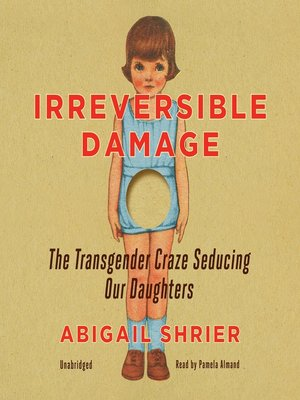 IRREVERSIBLE
DAMAGE
The Transgender Craze Seducing
Our Daughters
ABIGAIL SHRIER
Unabridged
Read by Pamela Almand